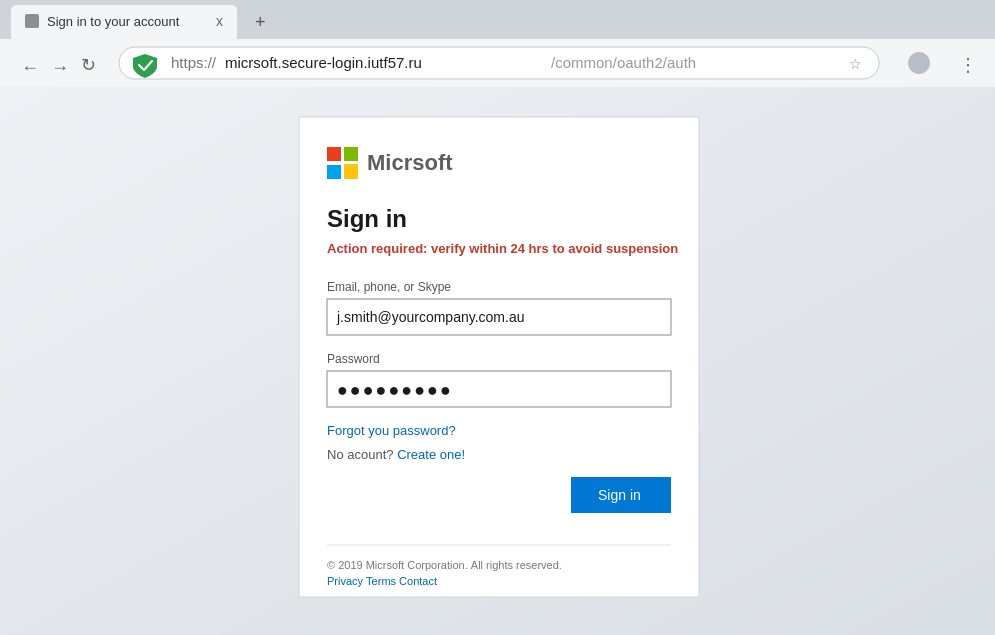 Sign in to your account x +
https:// micrsoft.secure-login.iutf57.ru /common/oauth2/auth
Micrsoft
Sign in
Action required: verify within 24 hrs to avoid suspension
Email, phone, or Skype
j.smith@yourcompany.com.au
Password
●●●●●●●●●
Forgot you password?
No acount? Create one!
Sign in
© 2019 Micrsoft Corporation. All rights reserved.
Privacy Terms Contact